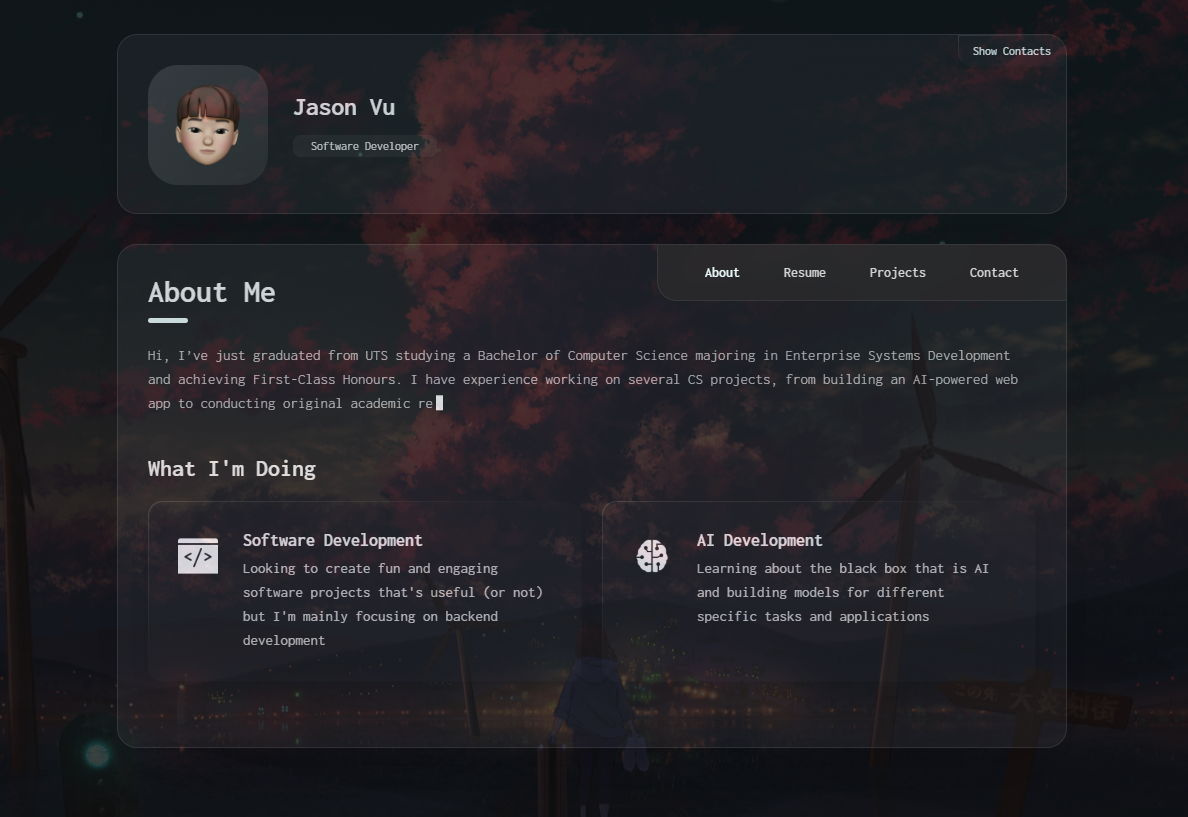 Show Contacts
Jason Vu
Software Developer
About
Resume
Projects
Contact
About Me
Hi, I’ve just graduated from UTS studying a Bachelor of Computer Science majoring in Enterprise Systems Development
and achieving First-Class Honours. I have experience working on several CS projects, from building an AI-powered web
app to conducting original academic re
What I'm Doing
</>
Software Development
Looking to create fun and engaging
software projects that's useful (or not)
but I'm mainly focusing on backend
development
AI Development
Learning about the black box that is AI
and building models for different
specific tasks and applications
この先